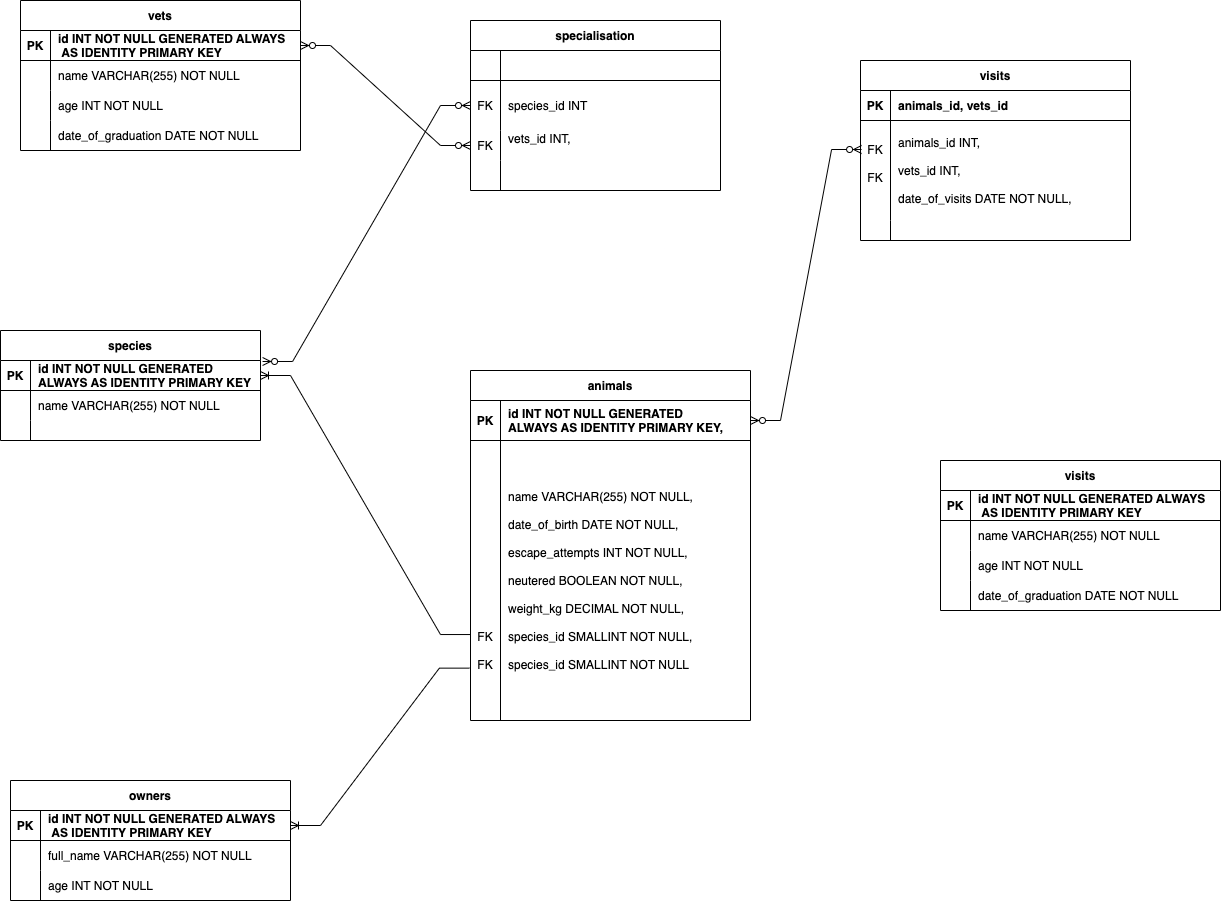 vets
PK
id INT NOT NULL GENERATED ALWAYS
AS IDENTITY PRIMARY KEY
name VARCHAR(255) NOT NULL
age INT NOT NULL
date_of_graduation DATE NOT NULL
specialisation
FK
species_id INT
FK
vets_id INT,
visits
PK
animals_id, vets_id
FK
animals_id INT,
FK
vets_id INT,
date_of_visits DATE NOT NULL,
species
PK
id INT NOT NULL GENERATED
ALWAYS AS IDENTITY PRIMARY KEY
name VARCHAR(255) NOT NULL
animals
PK
id INT NOT NULL GENERATED
ALWAYS AS IDENTITY PRIMARY KEY,
name VARCHAR(255) NOT NULL,
date_of_birth DATE NOT NULL,
escape_attempts INT NOT NULL,
neutered BOOLEAN NOT NULL,
weight_kg DECIMAL NOT NULL,
FK
species_id SMALLINT NOT NULL,
FK
species_id SMALLINT NOT NULL
visits
PK
id INT NOT NULL GENERATED ALWAYS
AS IDENTITY PRIMARY KEY
name VARCHAR(255) NOT NULL
age INT NOT NULL
date_of_graduation DATE NOT NULL
owners
PK
id INT NOT NULL GENERATED ALWAYS
AS IDENTITY PRIMARY KEY
full_name VARCHAR(255) NOT NULL
age INT NOT NULL